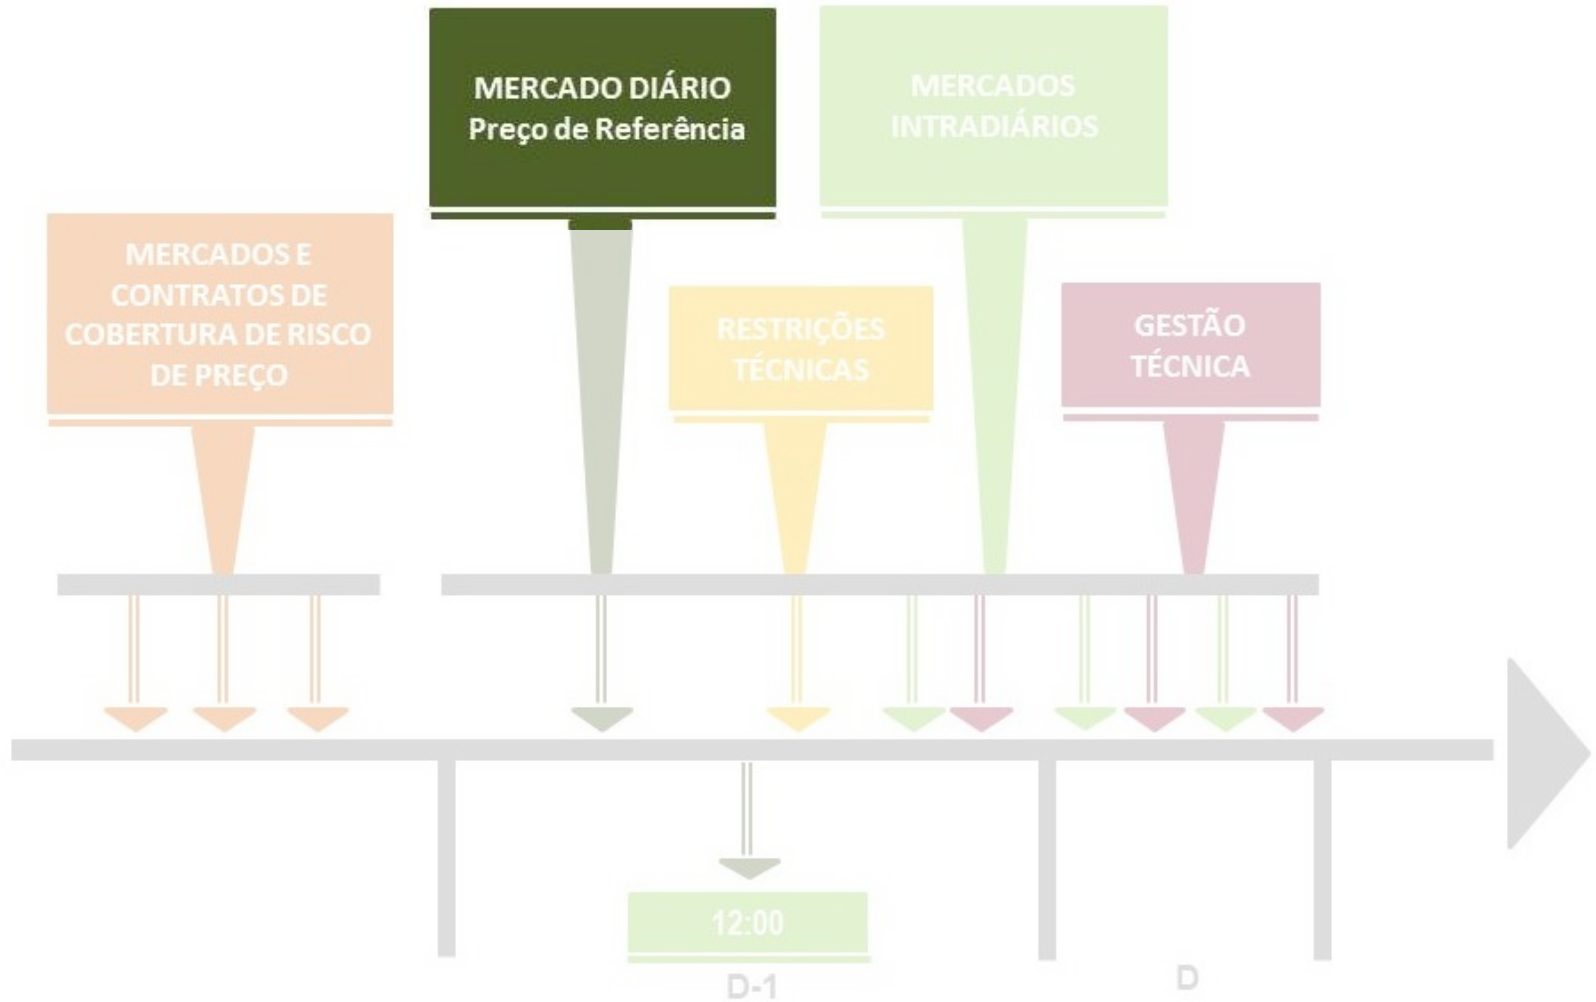 MERCADO DIÁRIO
Preço de Referência
MERCADOS
INTRADIÁRIOS
MERCADOS E
CONTRATOS DE
COBERTURA DE RISCO
DE PREÇO
RESTRIÇÕES
TÉCNICAS
GESTÃO
TÉCNICA
12:00
D-1
D